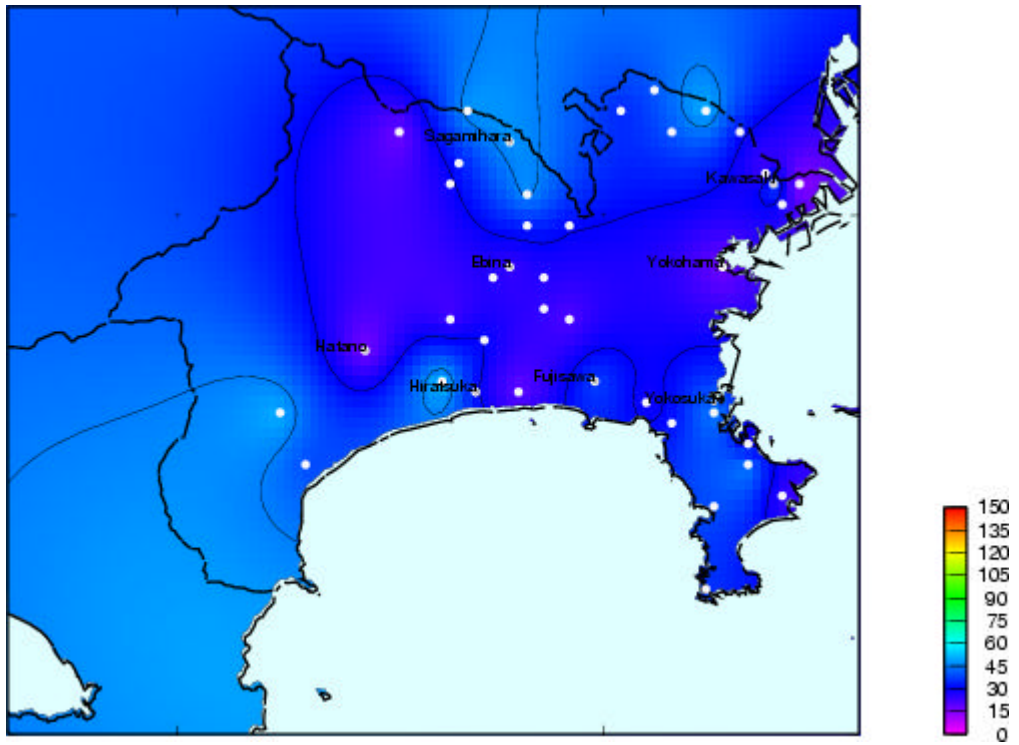 Sagamihara
Kawasaki
Ebina
Yokohama
Hatano
Hiratsuka
Fujisawa
Yokosuka
150
135
120
105
90
75
60
45
30
15
0